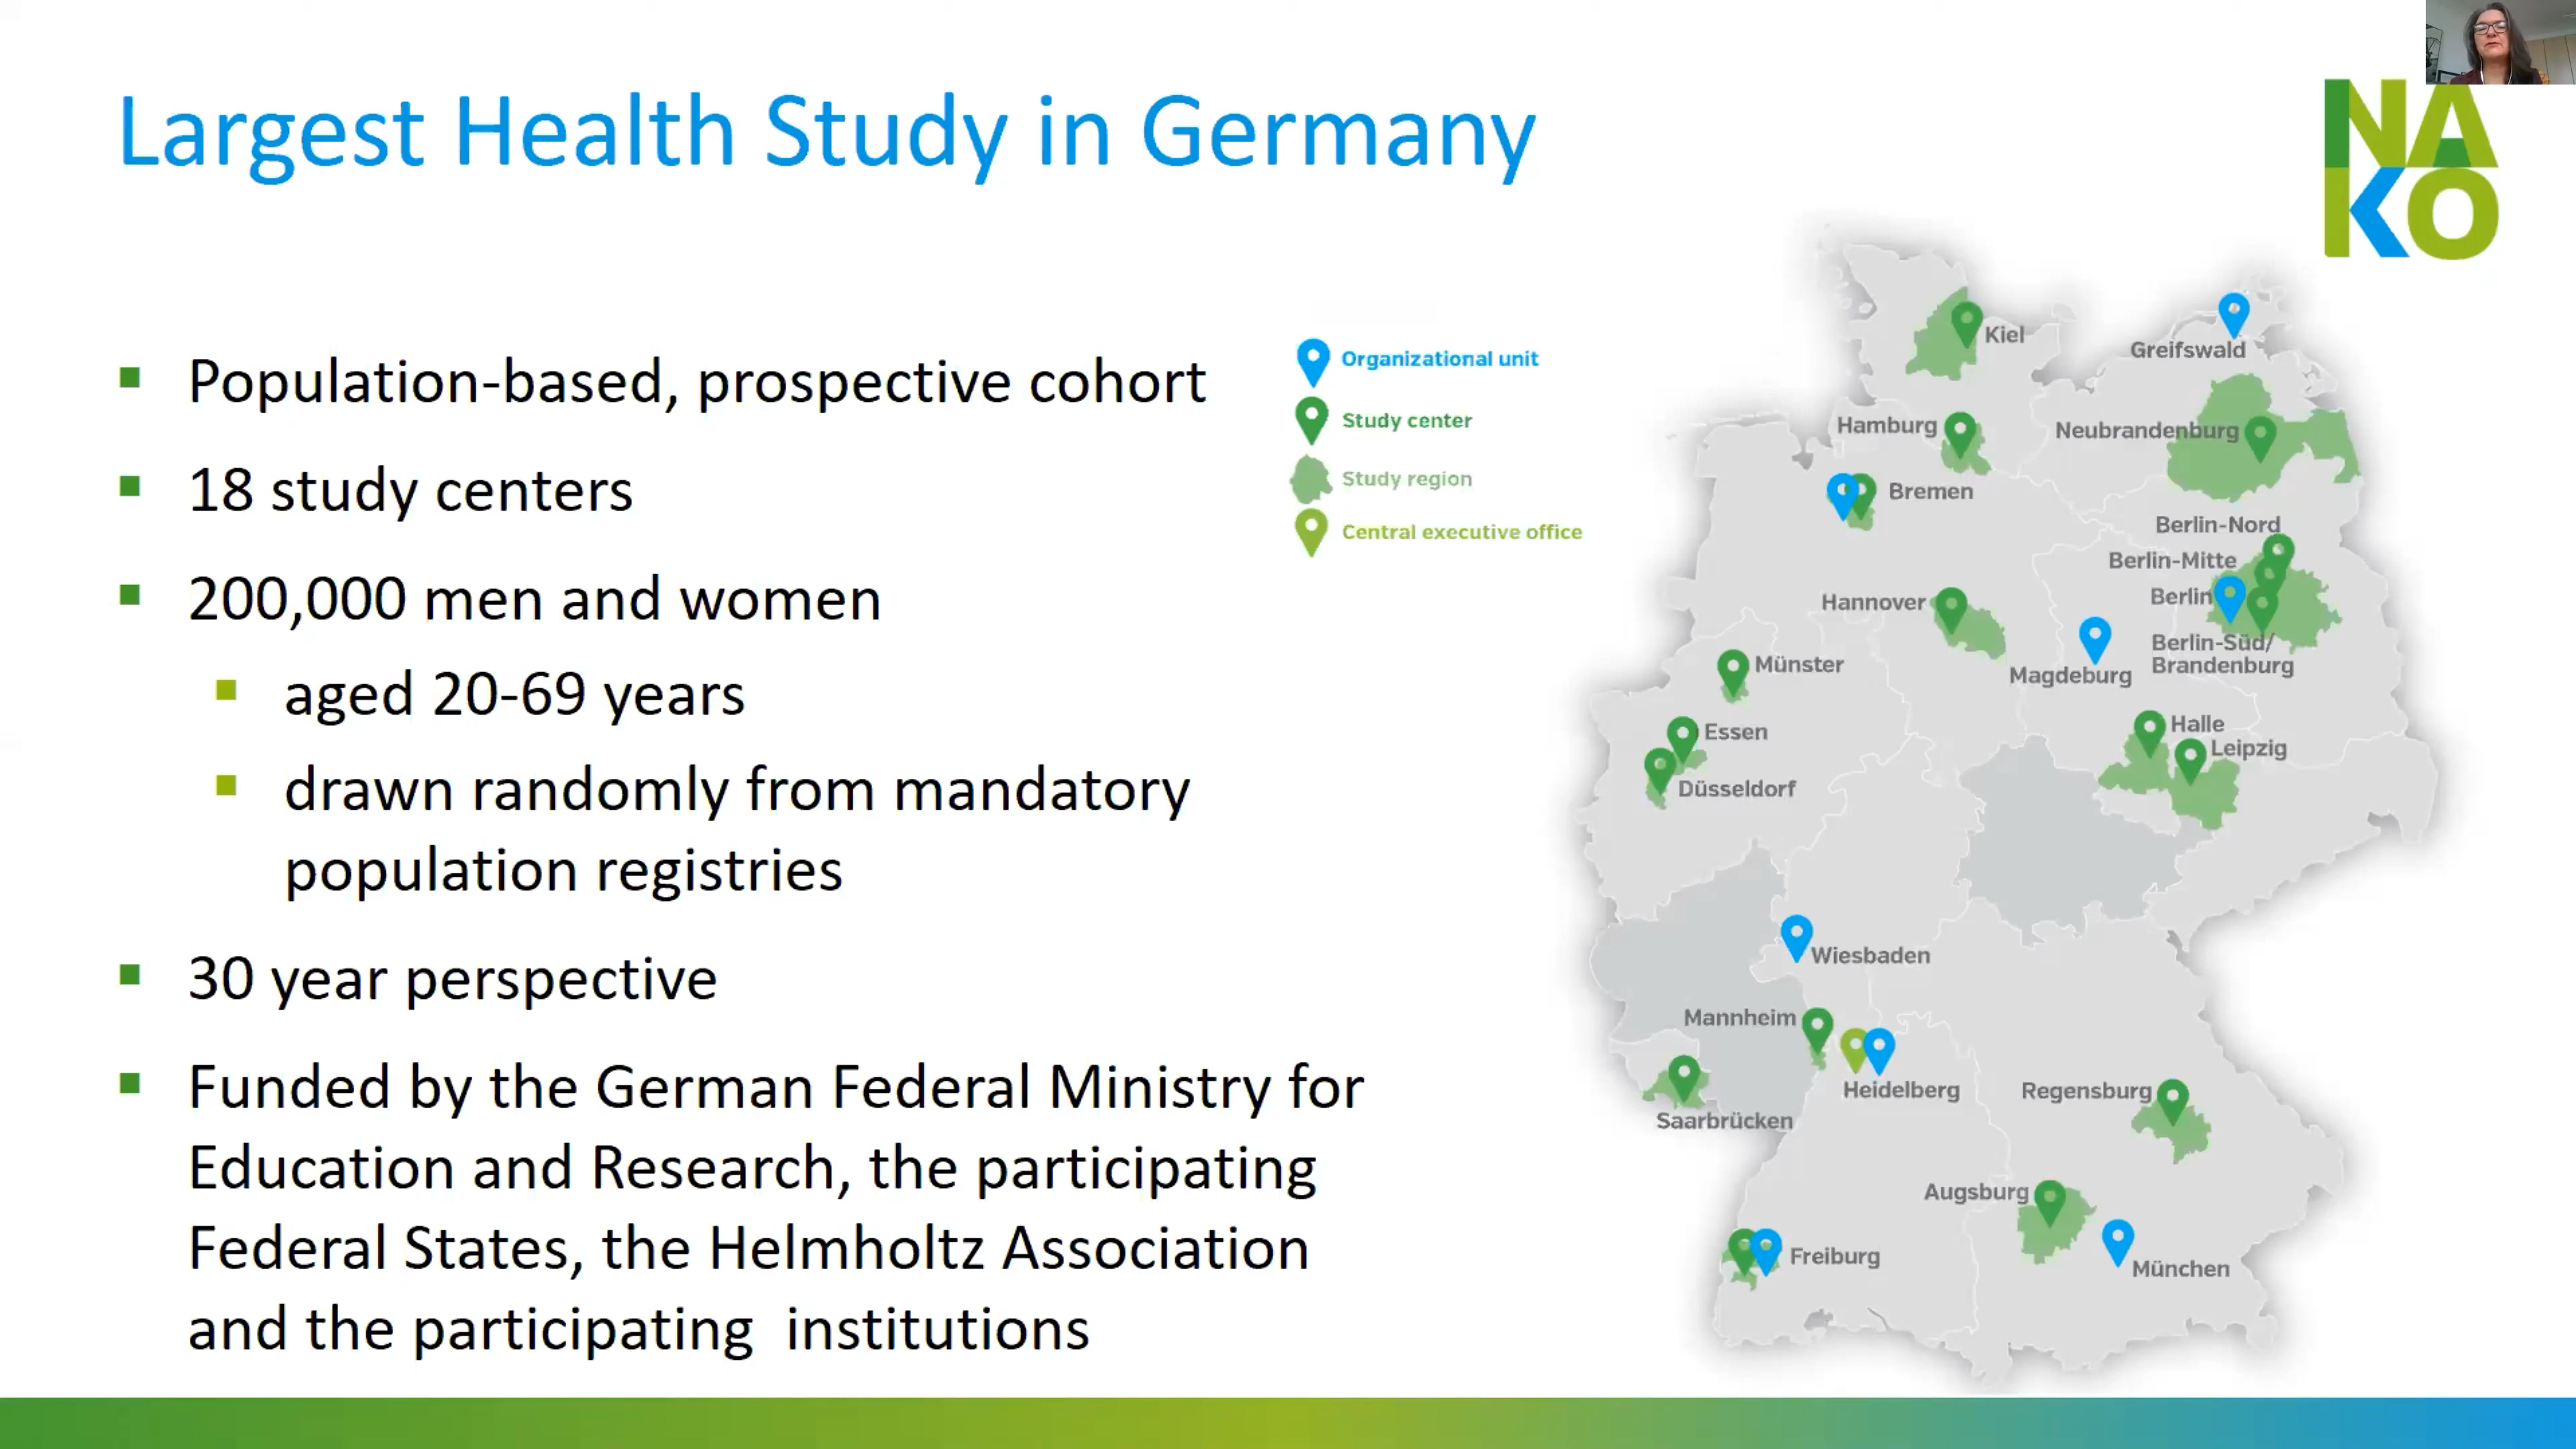 Largest Health Study in Germany
NA
KO
Population-based, prospective cohort
18 study centers
200,000 men and women
aged 20-69 years
drawn randomly from mandatory
population registries
30 year perspective
Funded by the German Federal Ministry for
Education and Research, the participating
Federal States, the Helmholtz Association
and the participating institutions
Organizational unit
Study center
Study region
Central executive office
Kiel
Greifswald
Hamburg
Neubrandenburg
Bremen
Berlin-Nord
Berlin-Mitte
Berlin
Hannover
Berlin-Süd/
Brandenburg
Magdeburg
Münster
Essen
Halle
Leipzig
Düsseldorf
Wiesbaden
Mannheim
Heidelberg
Regensburg
Saarbrücken
Augsburg
Freiburg
München